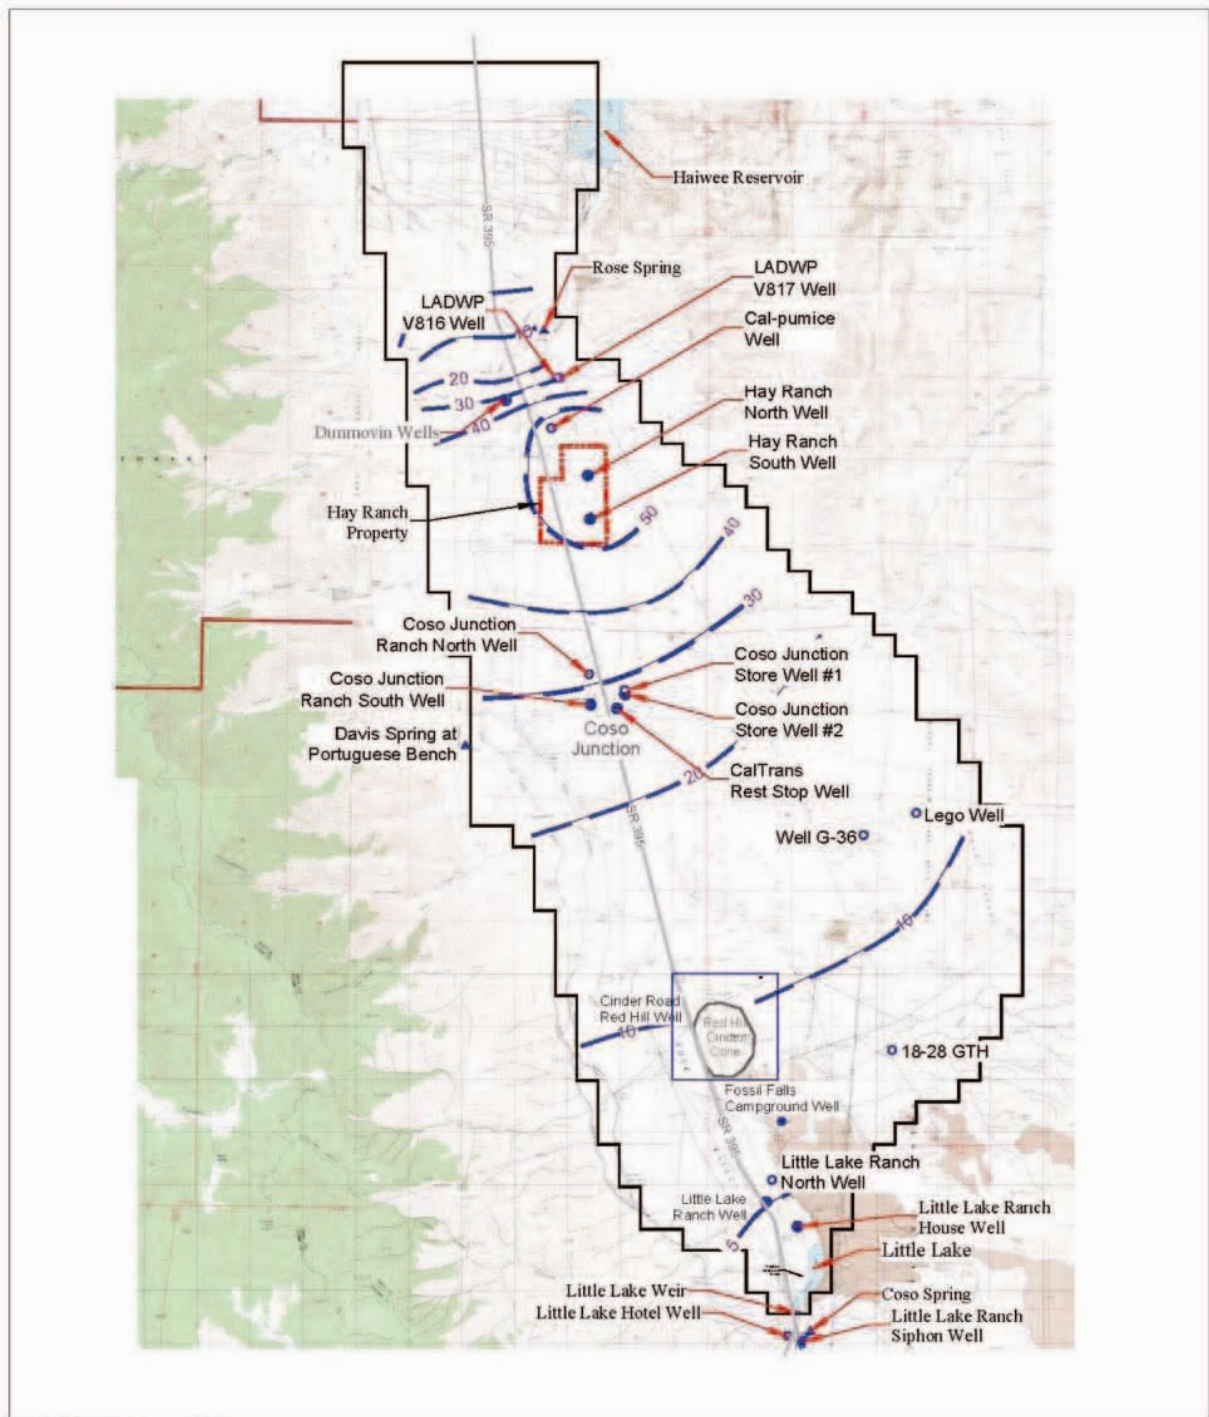 Haiwee Reservoir
SR 395
Rose Spring
LADWP
V817 Well
LADWP
V816 Well
10
Cal-pumice
Well
20
30
40
Hay Ranch
North Well
Dunmovin Wells
Hay Ranch
South Well
Hay Ranch
Property
50
40
30
Coso Junction
Ranch North Well
Coso Junction
Store Well #1
Coso Junction
Ranch South Well
Coso Junction
Store Well #2
Coso
Junction
Davis Spring at
Portuguese Bench
20
CalTrans
Rest Stop Well
SR 395
Lego Well
Well G-36
10
Cinder Road
Red Hill Well
10
Red Hill
Cinder
Cone
18-28 GTH
Fossil Falls
Campground Well
SR 395
Little Lake Ranch
North Well
Little Lake
Ranch Well
5
Little Lake Ranch
House Well
Little Lake
Little Lake Weir
Coso Spring
Little Lake Hotel Well
Little Lake Ranch
Siphon Well